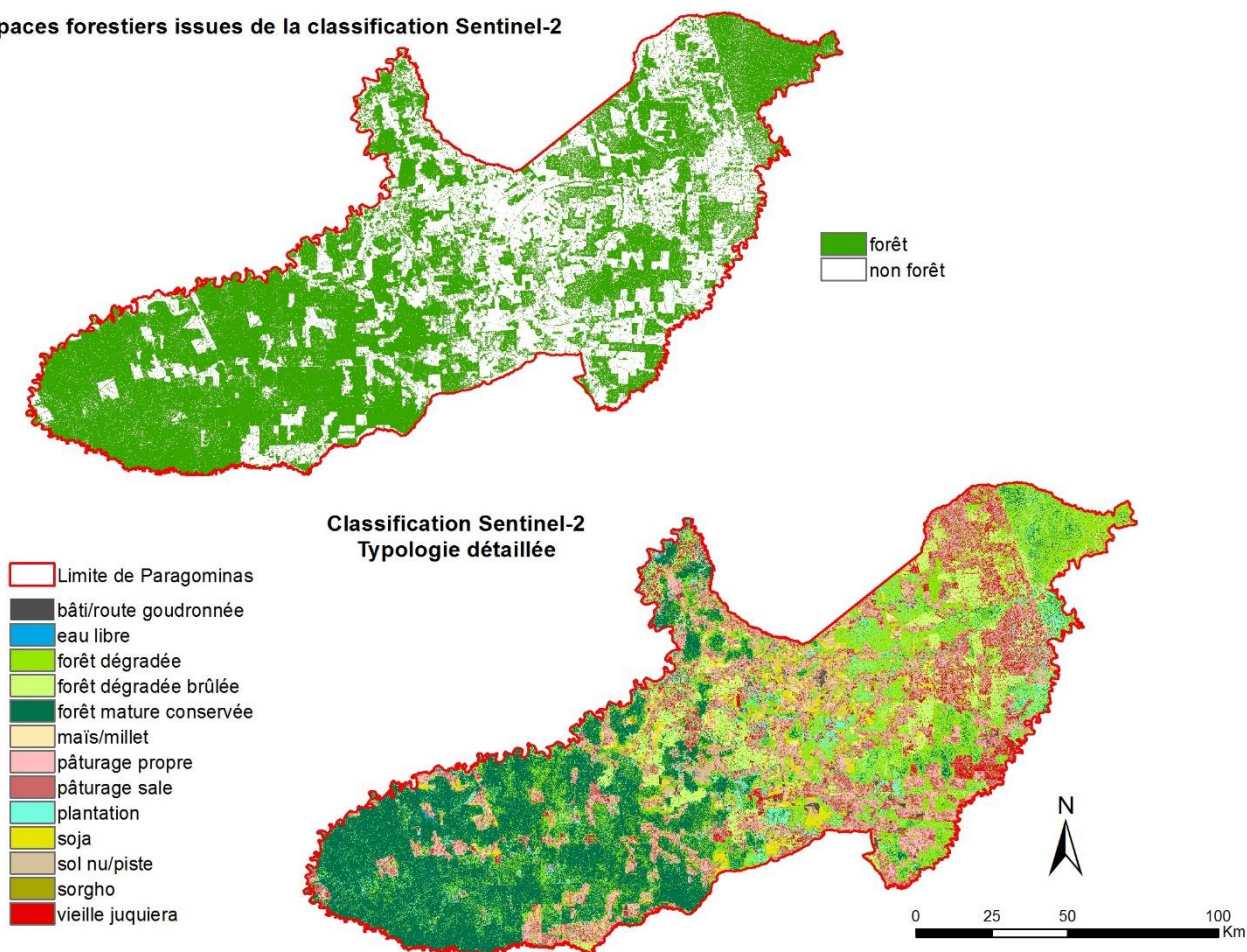 paces forestiers issues de la classification Sentinel-2
forêt
non forêt
Classification Sentinel-2
Typologie détaillée
Limite de Paragominas
bâti/route goudronnée
eau libre
forêt dégradée
forêt dégradée brûlée
forêt mature conservée
maïs/millet
pâturage propre
pâturage sale
plantation
soja
sol nu/piste
sorgho
vieille juquiera
N
0 25 50 100
Km